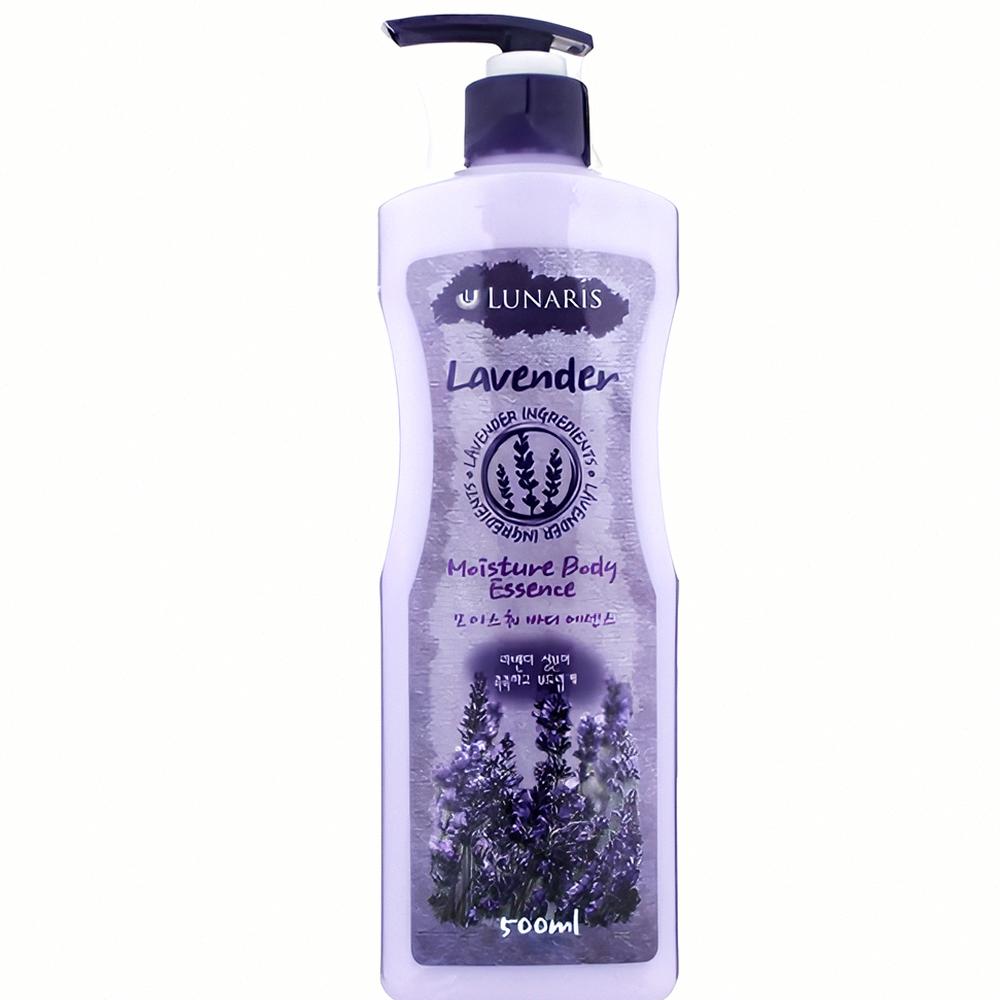 LUNARIS
Lavender
LAVENDER INGREDIENTS • LAVENDER INGREDIENTS •
Moisture Body
Essence
모이스춰 바디 에센스
500ml